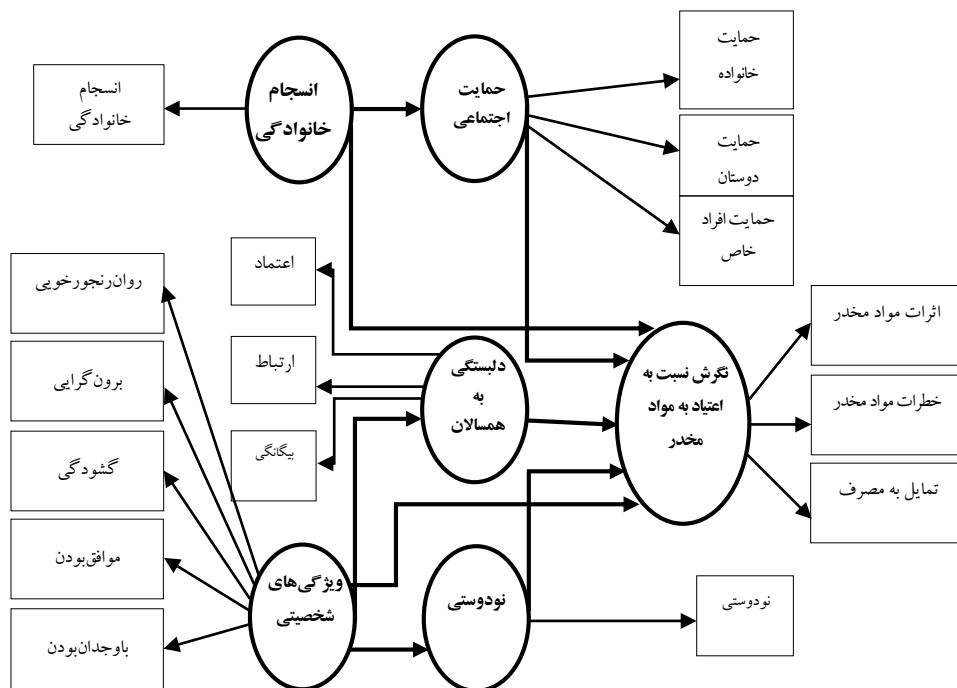 حمایت
خانواده
انسجام
خانوادگی
انسجام
خانوادگی
حمایت
اجتماعی
حمایت
دوستان
حمایت افراد
خاص
اعتماد
روان‌رنجورخویی
اثرات مواد مخدر
ارتباط
دلبستگی
به
همسالان
نگرش نسبت به
اعتیاد به مواد
مخدر
برون‌گرایی
خطرات مواد مخدر
بیگانگی
گشودگی
تمایل به مصرف
موافق‌بودن
ویژگی‌های
شخصیتی
نودوستی
نودوستی
باوجدان‌بودن